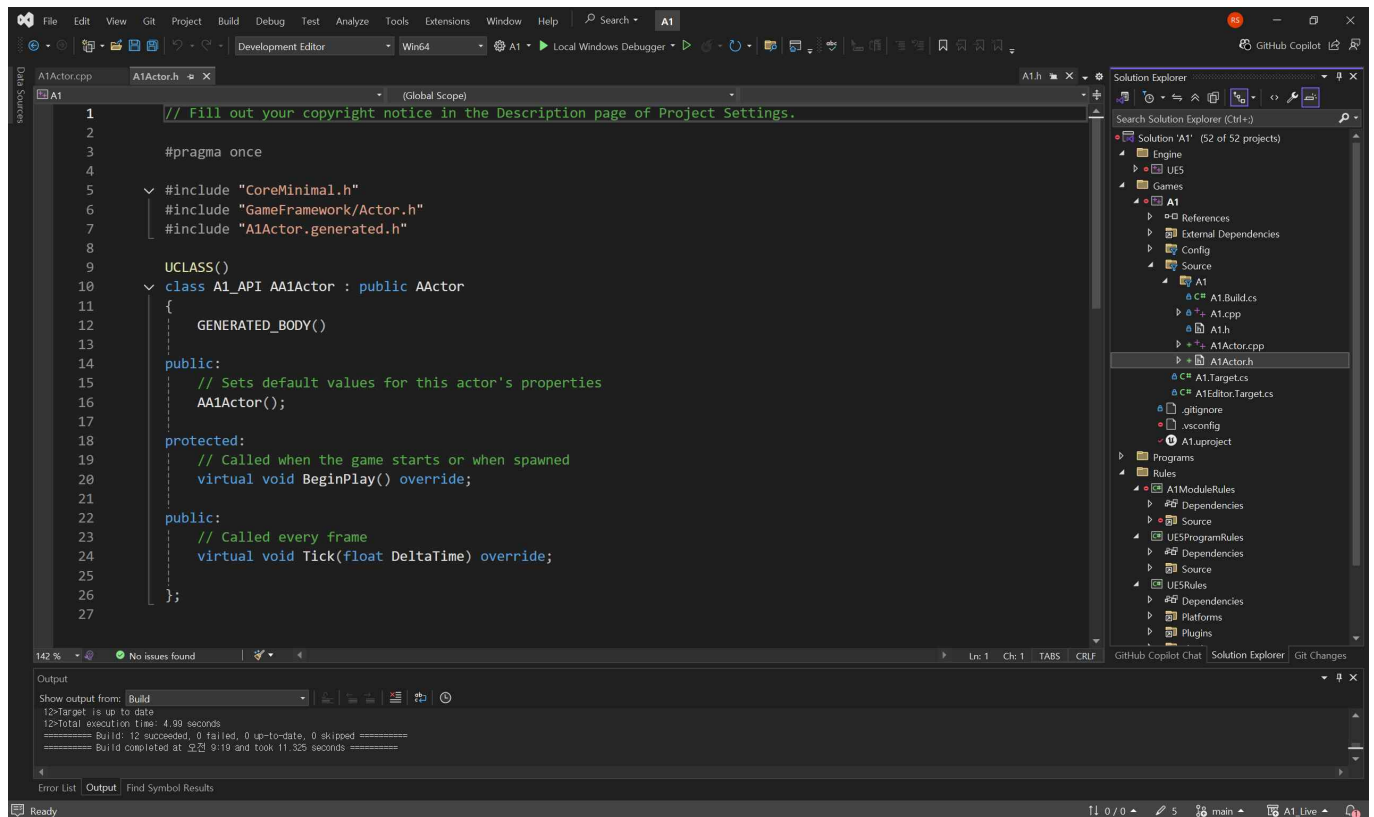 File Edit View Git Project Build Debug Test Analyze Tools Extensions Window Help Search A1 RS
Development Editor Win64 A1 Local Windows Debugger GitHub Copilot
Data Sources
A1Actor.cpp A1Actor.h A1.h
A1 (Global Scope)
1 // Fill out your copyright notice in the Description page of Project Settings.
2
3 #pragma once
4
5 #include "CoreMinimal.h"
6 #include "GameFramework/Actor.h"
7 #include "A1Actor.generated.h"
8
9 UCLASS()
10 class A1_API AA1Actor : public AActor
11 {
12 GENERATED_BODY()
13
14 public:
15 // Sets default values for this actor's properties
16 AA1Actor();
17
18 protected:
19 // Called when the game starts or when spawned
20 virtual void BeginPlay() override;
21
22 public:
23 // Called every frame
24 virtual void Tick(float DeltaTime) override;
25
26 };
27
142 % No issues found Ln: 1 Ch: 1 TABS CRLF
Solution Explorer
Search Solution Explorer (Ctrl+;)
Solution 'A1' (52 of 52 projects)
Engine
UE5
Games
A1
References
External Dependencies
Config
Source
A1
C# A1.Build.cs
++ A1.cpp
h A1.h
++ A1Actor.cpp
h A1Actor.h
C# A1.Target.cs
C# A1Editor.Target.cs
.gitignore
.vsconfig
A1.uproject
Programs
Rules
C# A1ModuleRules
Dependencies
Source
C# UE5ProgramRules
Dependencies
Source
C# UE5Rules
Dependencies
Platforms
Plugins
GitHub Copilot Chat Solution Explorer Git Changes
Output
Show output from: Build
12>Target is up to date
12>Total execution time: 4.99 seconds
========== Build: 12 succeeded, 0 failed, 0 up-to-date, 0 skipped ==========
========== Build completed at 오전 9:19 and took 11.325 seconds ==========
Error List Output Find Symbol Results
Ready 0 / 0 5 main A1_Live